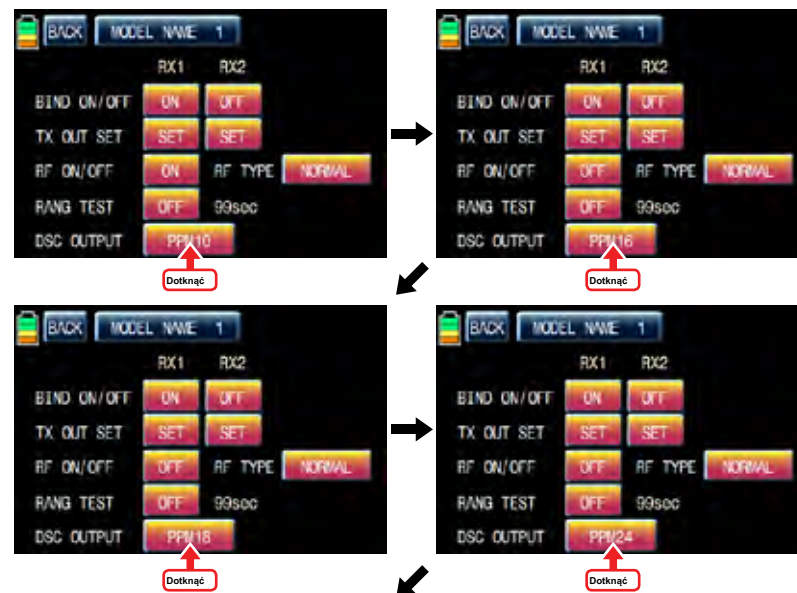 BACK MODEL NAME 1
RX1 RX2
BIND ON/OFF ON OFF
TX OUT SET SET SET
RF ON/OFF ON RF TYPE NORMAL
RANG TEST OFF 99sec
DSC OUTPUT PPM10
Dotknąć
BACK MODEL NAME 1
RX1 RX2
BIND ON/OFF ON OFF
TX OUT SET SET SET
RF ON/OFF OFF RF TYPE NORMAL
RANG TEST OFF 99sec
DSC OUTPUT PPM16
Dotknąć
BACK MODEL NAME 1
RX1 RX2
BIND ON/OFF ON OFF
TX OUT SET SET SET
RF ON/OFF OFF RF TYPE NORMAL
RANG TEST OFF 99sec
DSC OUTPUT PPM18
Dotknąć
BACK MODEL NAME 1
RX1 RX2
BIND ON/OFF ON OFF
TX OUT SET SET SET
RF ON/OFF OFF RF TYPE NORMAL
RANG TEST OFF 99sec
DSC OUTPUT PPM24
Dotknąć